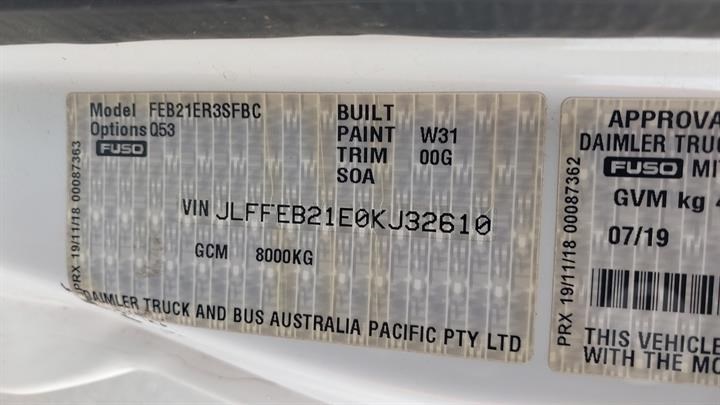 Model FEB21ER3SFBC
Options Q53
FUSO
BUILT
PAINT W31
TRIM 00G
SOA
VIN JLFFEB21E0KJ32610
GCM 8000KG
DAIMLER TRUCK AND BUS AUSTRALIA PACIFIC PTY LTD
PRX 19/11/18 00087363
APPROVA
DAIMLER TRUC
FUSO MI
GVM kg 4
07/19
THIS VEHICLE
WITH THE MO
PRX 19/11/18 00087362